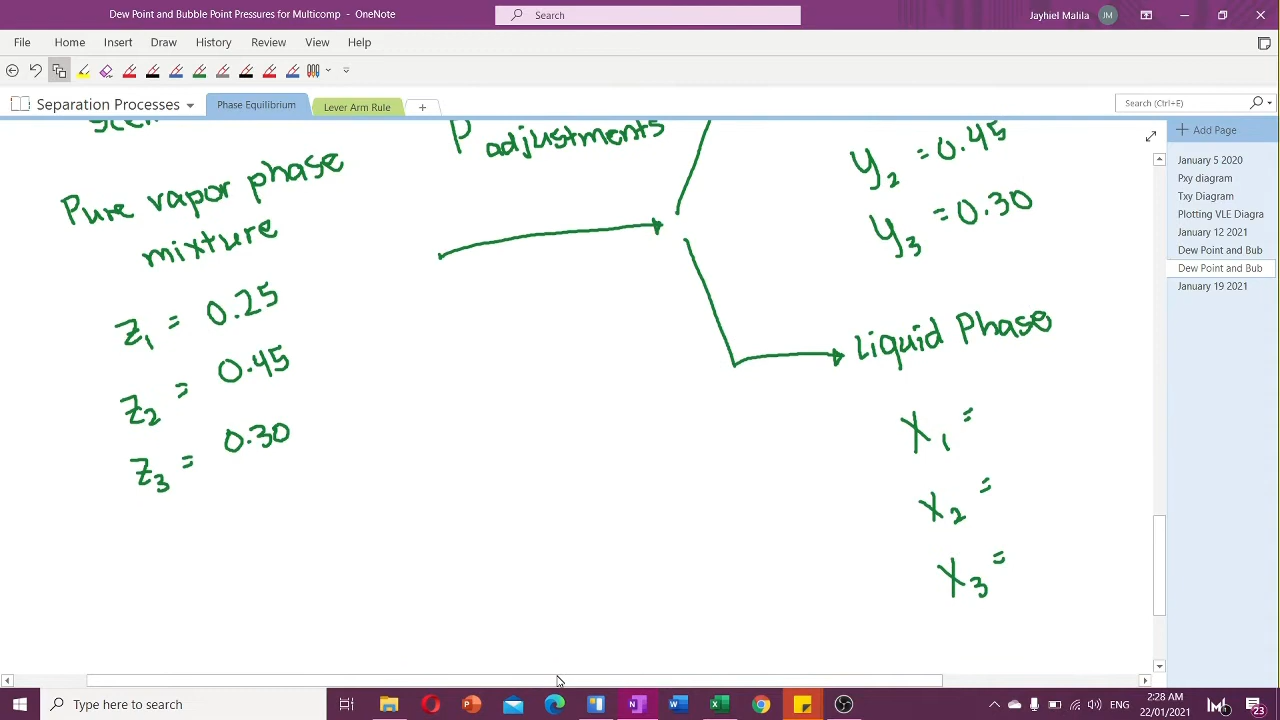 Dew Point and Bubble Point Pressures for Multicomp - OneNote
Search
Jayhiel Malila JM
File Home Insert Draw History Review View Help
Separation Processes Phase Equilibrium Lever Arm Rule +
Search (Ctrl+E)
+ Add Page
January 5 2020
Pxy diagram
Txy Diagram
Plotting VLE Diagra
January 12 2021
Dew Point and Bub
Dew Point and Bub
January 19 2021
P adjustments
Pure vapor phase
mixture
z1 = 0.25
z2 = 0.45
z3 = 0.30
y2 = 0.45
y3 = 0.30
Liquid Phase
x1 =
x2 =
x3 =
Type here to search
ENG
2:28 AM
22/01/2021
23